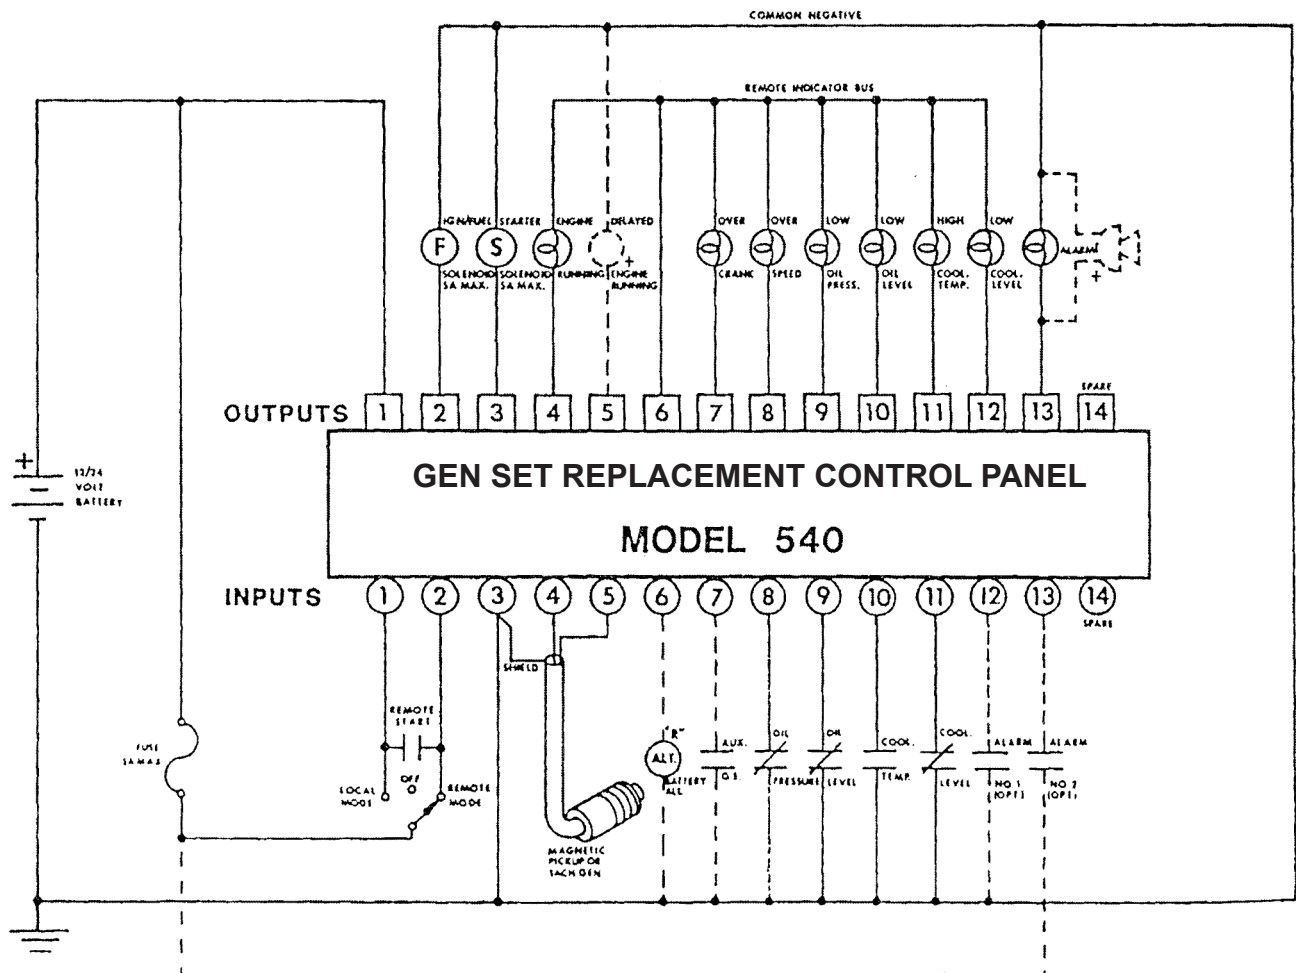 COMMON NEGATIVE
REMOTE INDICATOR BUS
IGN/FUEL
STARTER
ENGINE
DELAYED
OVER
OVER
LOW
LOW
HIGH
LOW
F
S
ALARM
SOLENOID
SOLENOID
RUNNING
+
ENGINE
CRANK
SPEED
OIL
OIL
COOL.
COOL.
+
5A MAX.
5A MAX.
RUNNING
PRESS.
LEVEL
TEMP.
LEVEL
SPARE
OUTPUTS 1 2 3 4 5 6 7 8 9 10 11 12 13 14
+
12/24
VOLT
BATTERY
GEN SET REPLACEMENT CONTROL PANEL
MODEL 540
INPUTS 1 2 3 4 5 6 7 8 9 10 11 12 13 14
SPARE
SHIELD
REMOTE
START
"R"
ALT.
BATTERY
ALL
AUX.
O.S.
OIL
PRESSURE
OIL
LEVEL
COOL.
TEMP.
COOL.
LEVEL
ALARM
NO 1
(OPT)
ALARM
NO 2
(OPT)
FUSE
5A MAX
OFF
LOCAL
MODE
REMOTE
MODE
MAGNETIC
PICKUP OR
TACH GEN